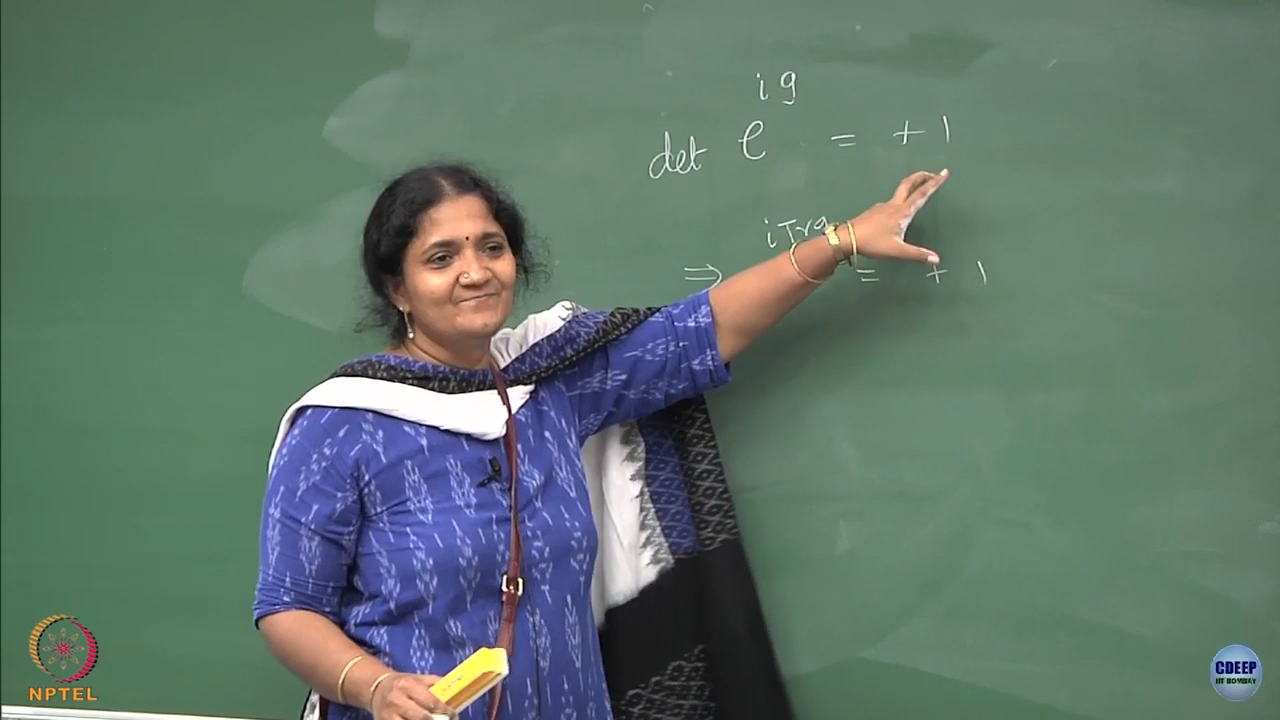 det e^{ig} = +1
⇒ iTrg = +1
NPTEL
CDEEP
IIT BOMBAY